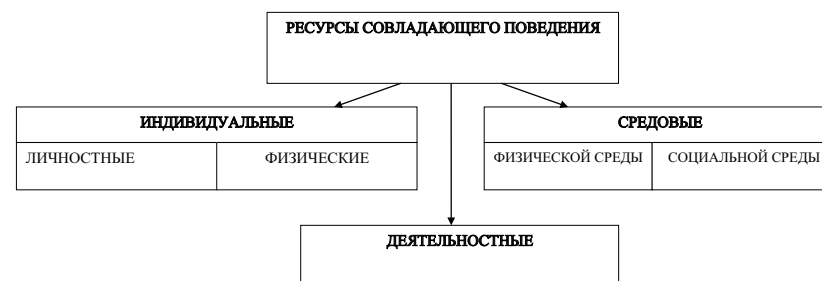 РЕСУРСЫ СОВЛАДАЮЩЕГО ПОВЕДЕНИЯ
ИНДИВИДУАЛЬНЫЕ
ЛИЧНОСТНЫЕ
ФИЗИЧЕСКИЕ
СРЕДОВЫЕ
ФИЗИЧЕСКОЙ СРЕДЫ
СОЦИАЛЬНОЙ СРЕДЫ
ДЕЯТЕЛЬНОСТНЫЕ